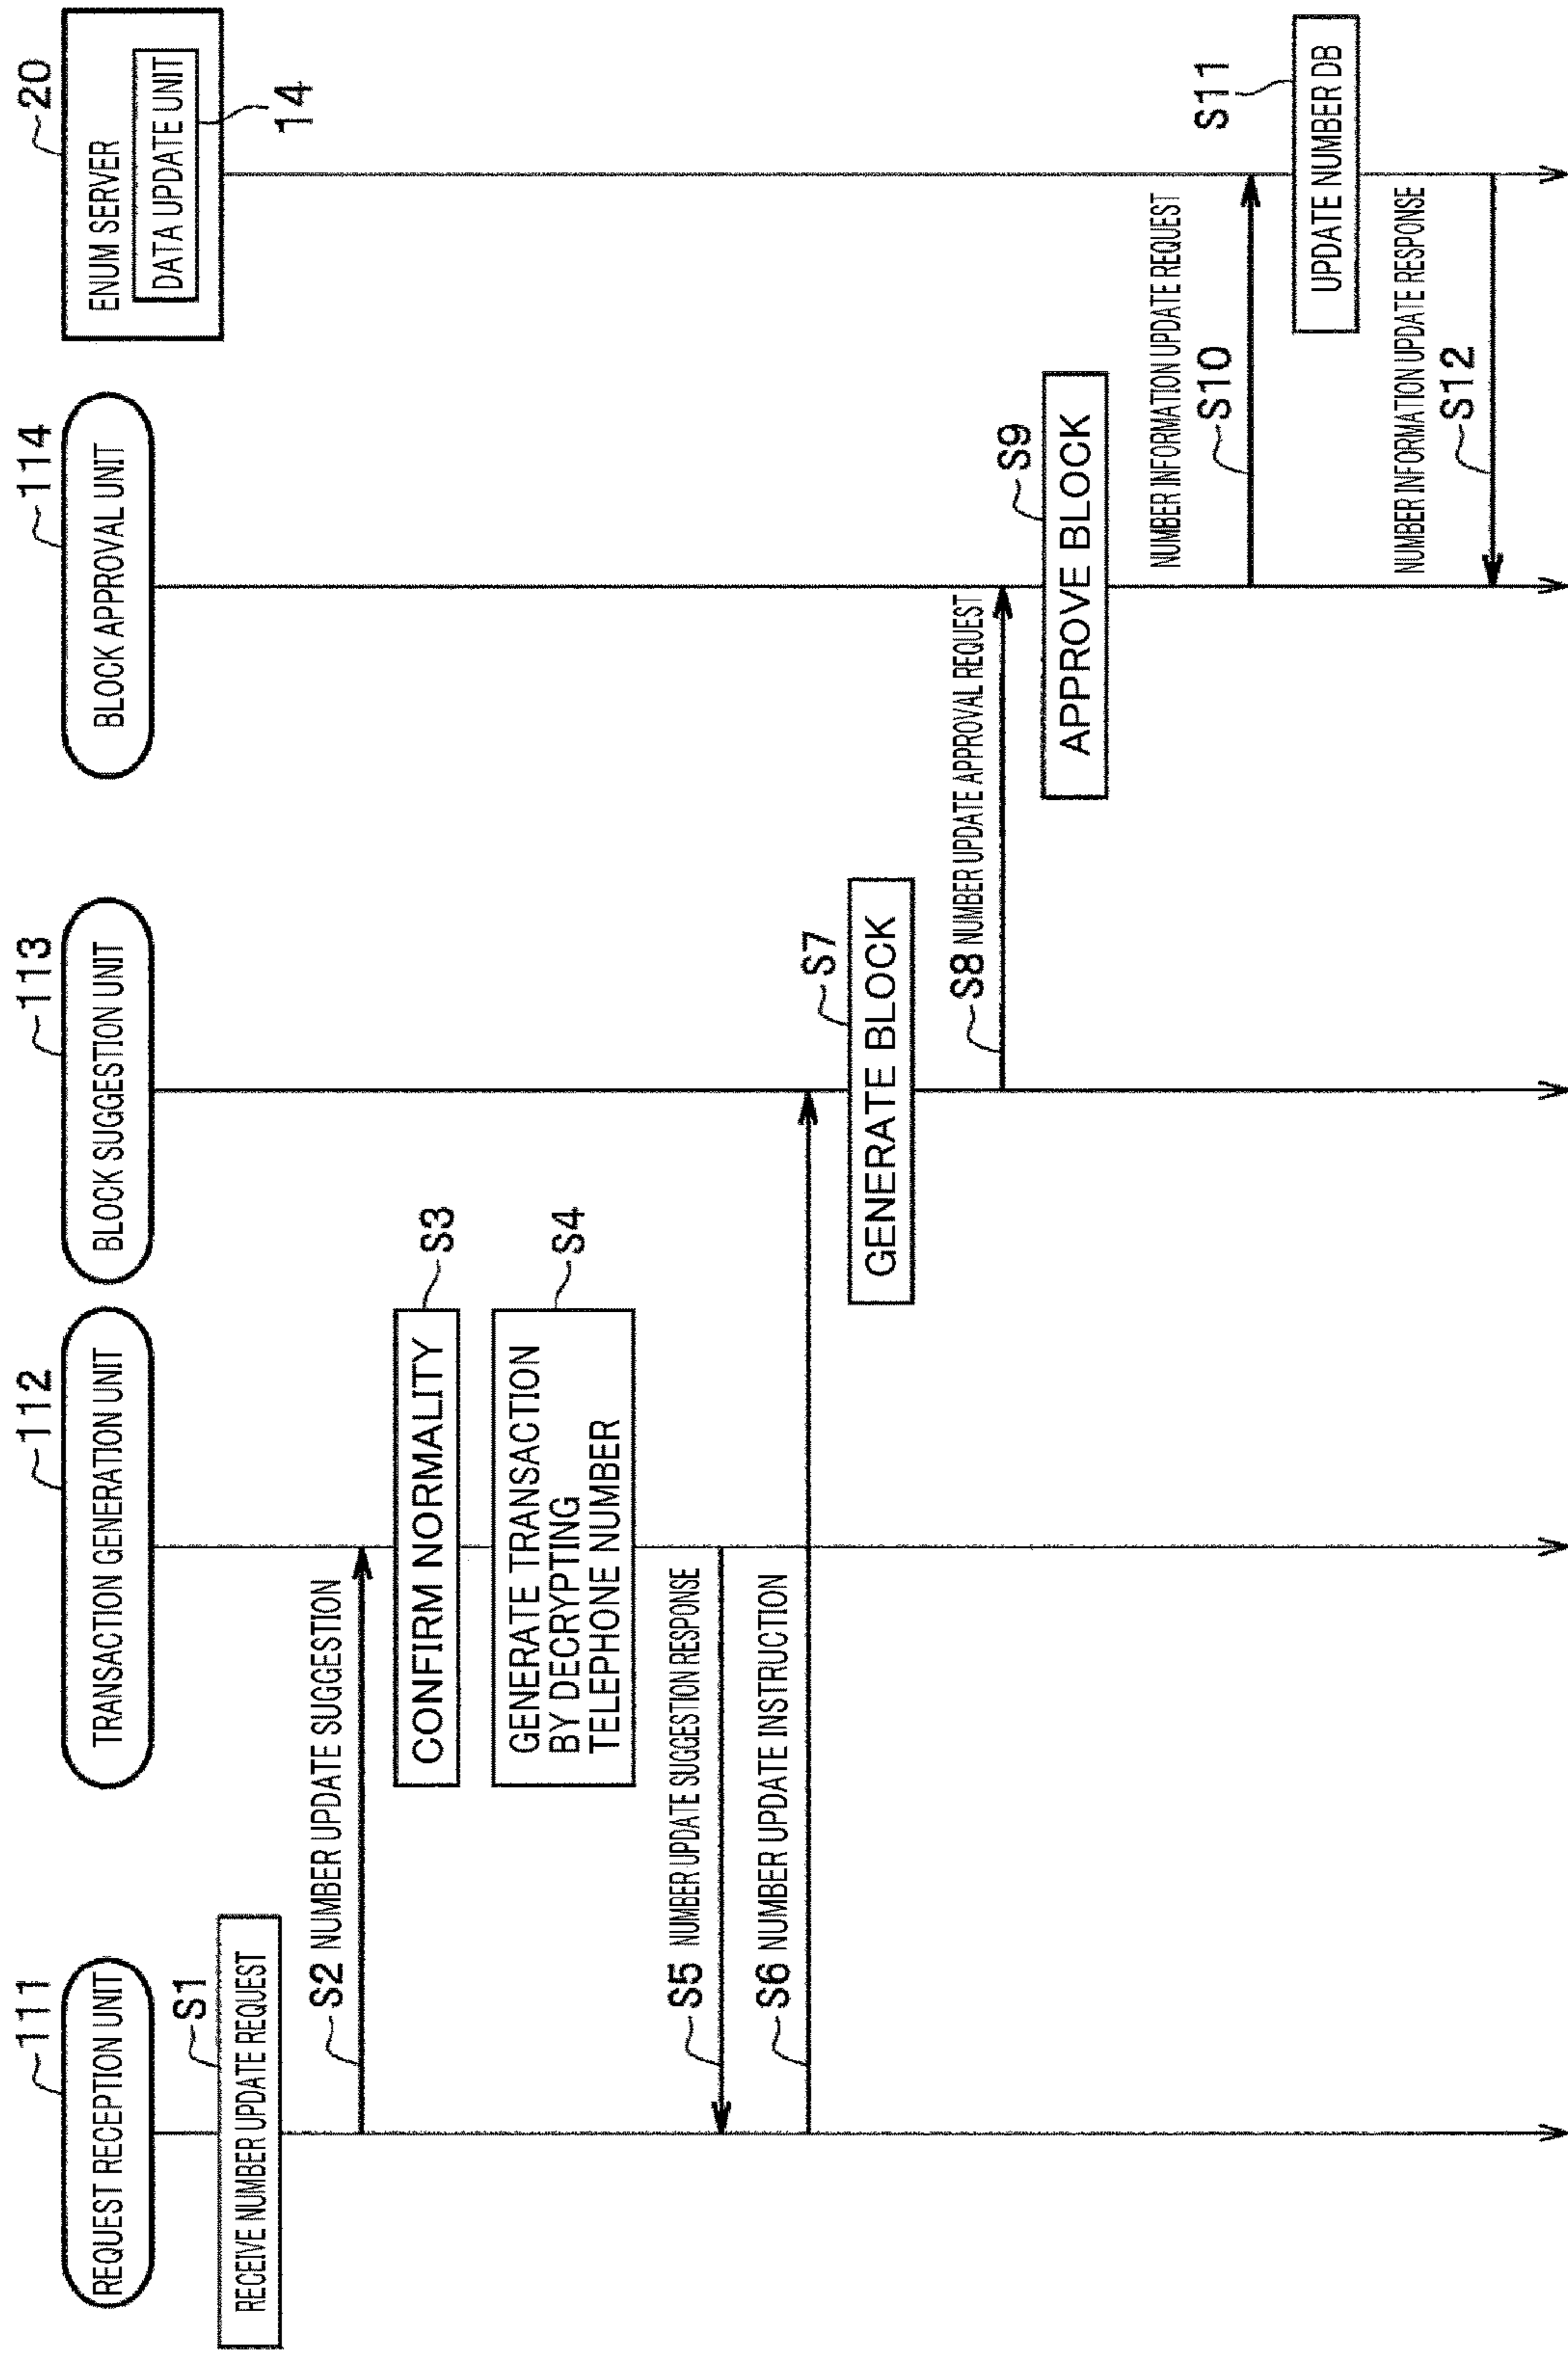 111
REQUEST RECEPTION UNIT
112
TRANSACTION GENERATION UNIT
113
BLOCK SUGGESTION UNIT
114
BLOCK APPROVAL UNIT
20
ENUM SERVER
DATA UPDATE UNIT
14
S1
RECEIVE NUMBER UPDATE REQUEST
S2 NUMBER UPDATE SUGGESTION
CONFIRM NORMALITY
S3
GENERATE TRANSACTION
BY DECRYPTING
TELEPHONE NUMBER
S4
S5 NUMBER UPDATE SUGGESTION RESPONSE
S6 NUMBER UPDATE INSTRUCTION
S7
GENERATE BLOCK
S8 NUMBER UPDATE APPROVAL REQUEST
S9
APPROVE BLOCK
NUMBER INFORMATION UPDATE REQUEST
S10
S11
UPDATE NUMBER DB
NUMBER INFORMATION UPDATE RESPONSE
S12